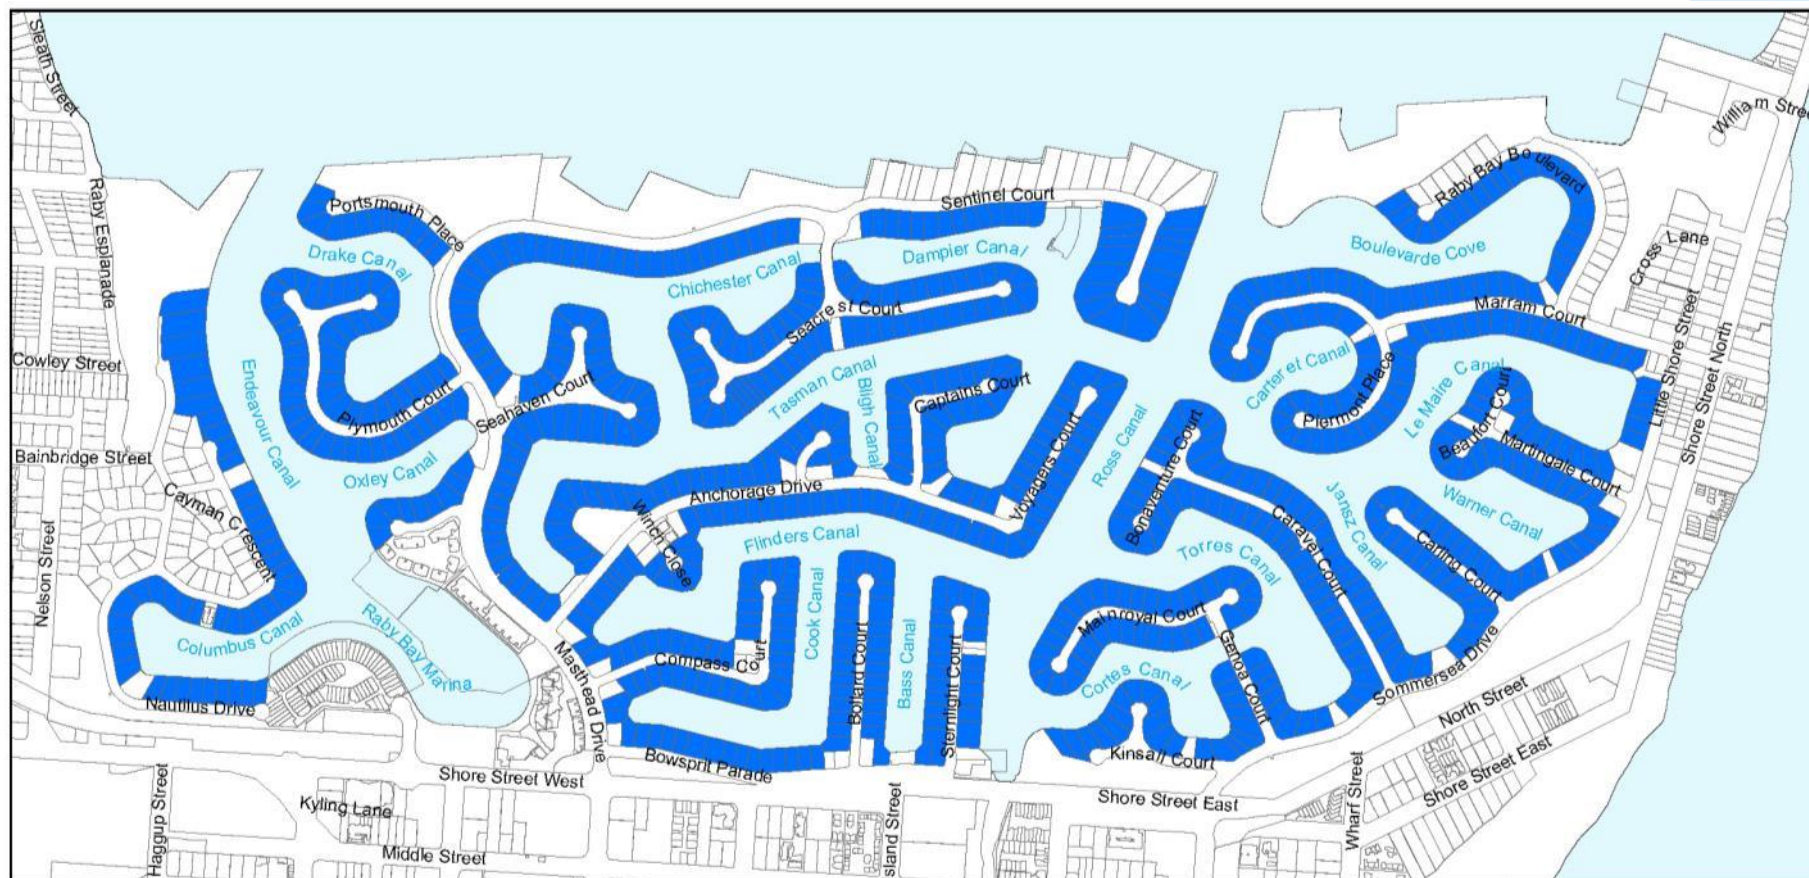 Sleath Street
William Street
Raby Esplanade
Portsmouth Place
Sentinel Court
Raby Bay Boulevard
Drake Canal
Dampier Canal
Boulevarde Cove
Cross Lane
Chichester Canal
Seacrest Court
Marram Court
Little Shore Street
Shore Street North
Cowley Street
Endeavour Canal
Plymouth Court
Seahaven Court
Tasman Canal
Bligh Canal
Captains Court
Carteret Canal
Piermont Place
Le Maire Canal
Beaufort Court
Martingale Court
Bainbridge Street
Oxley Canal
Cayman Crescent
Anchorage Drive
Winch Close
Voyagers Court
Ross Canal
Bonaventure Court
Caravel Court
Jansz Canal
Warner Canal
Carling Court
Nelson Street
Flinders Canal
Torres Canal
Columbus Canal
Raby Bay Marina
Masthead Drive
Compass Court
Cook Canal
Bollard Court
Bass Canal
Sternlight Court
Mainroyal Court
Genoa Court
Cortes Canal
Sommersea Drive
Nautilus Drive
Bowsprit Parade
Kinsail Court
North Street
Shore Street West
Shore Street East
Shore Street East
Haggup Street
Kyling Lane
Middle Street
sland Street
Wharf Street